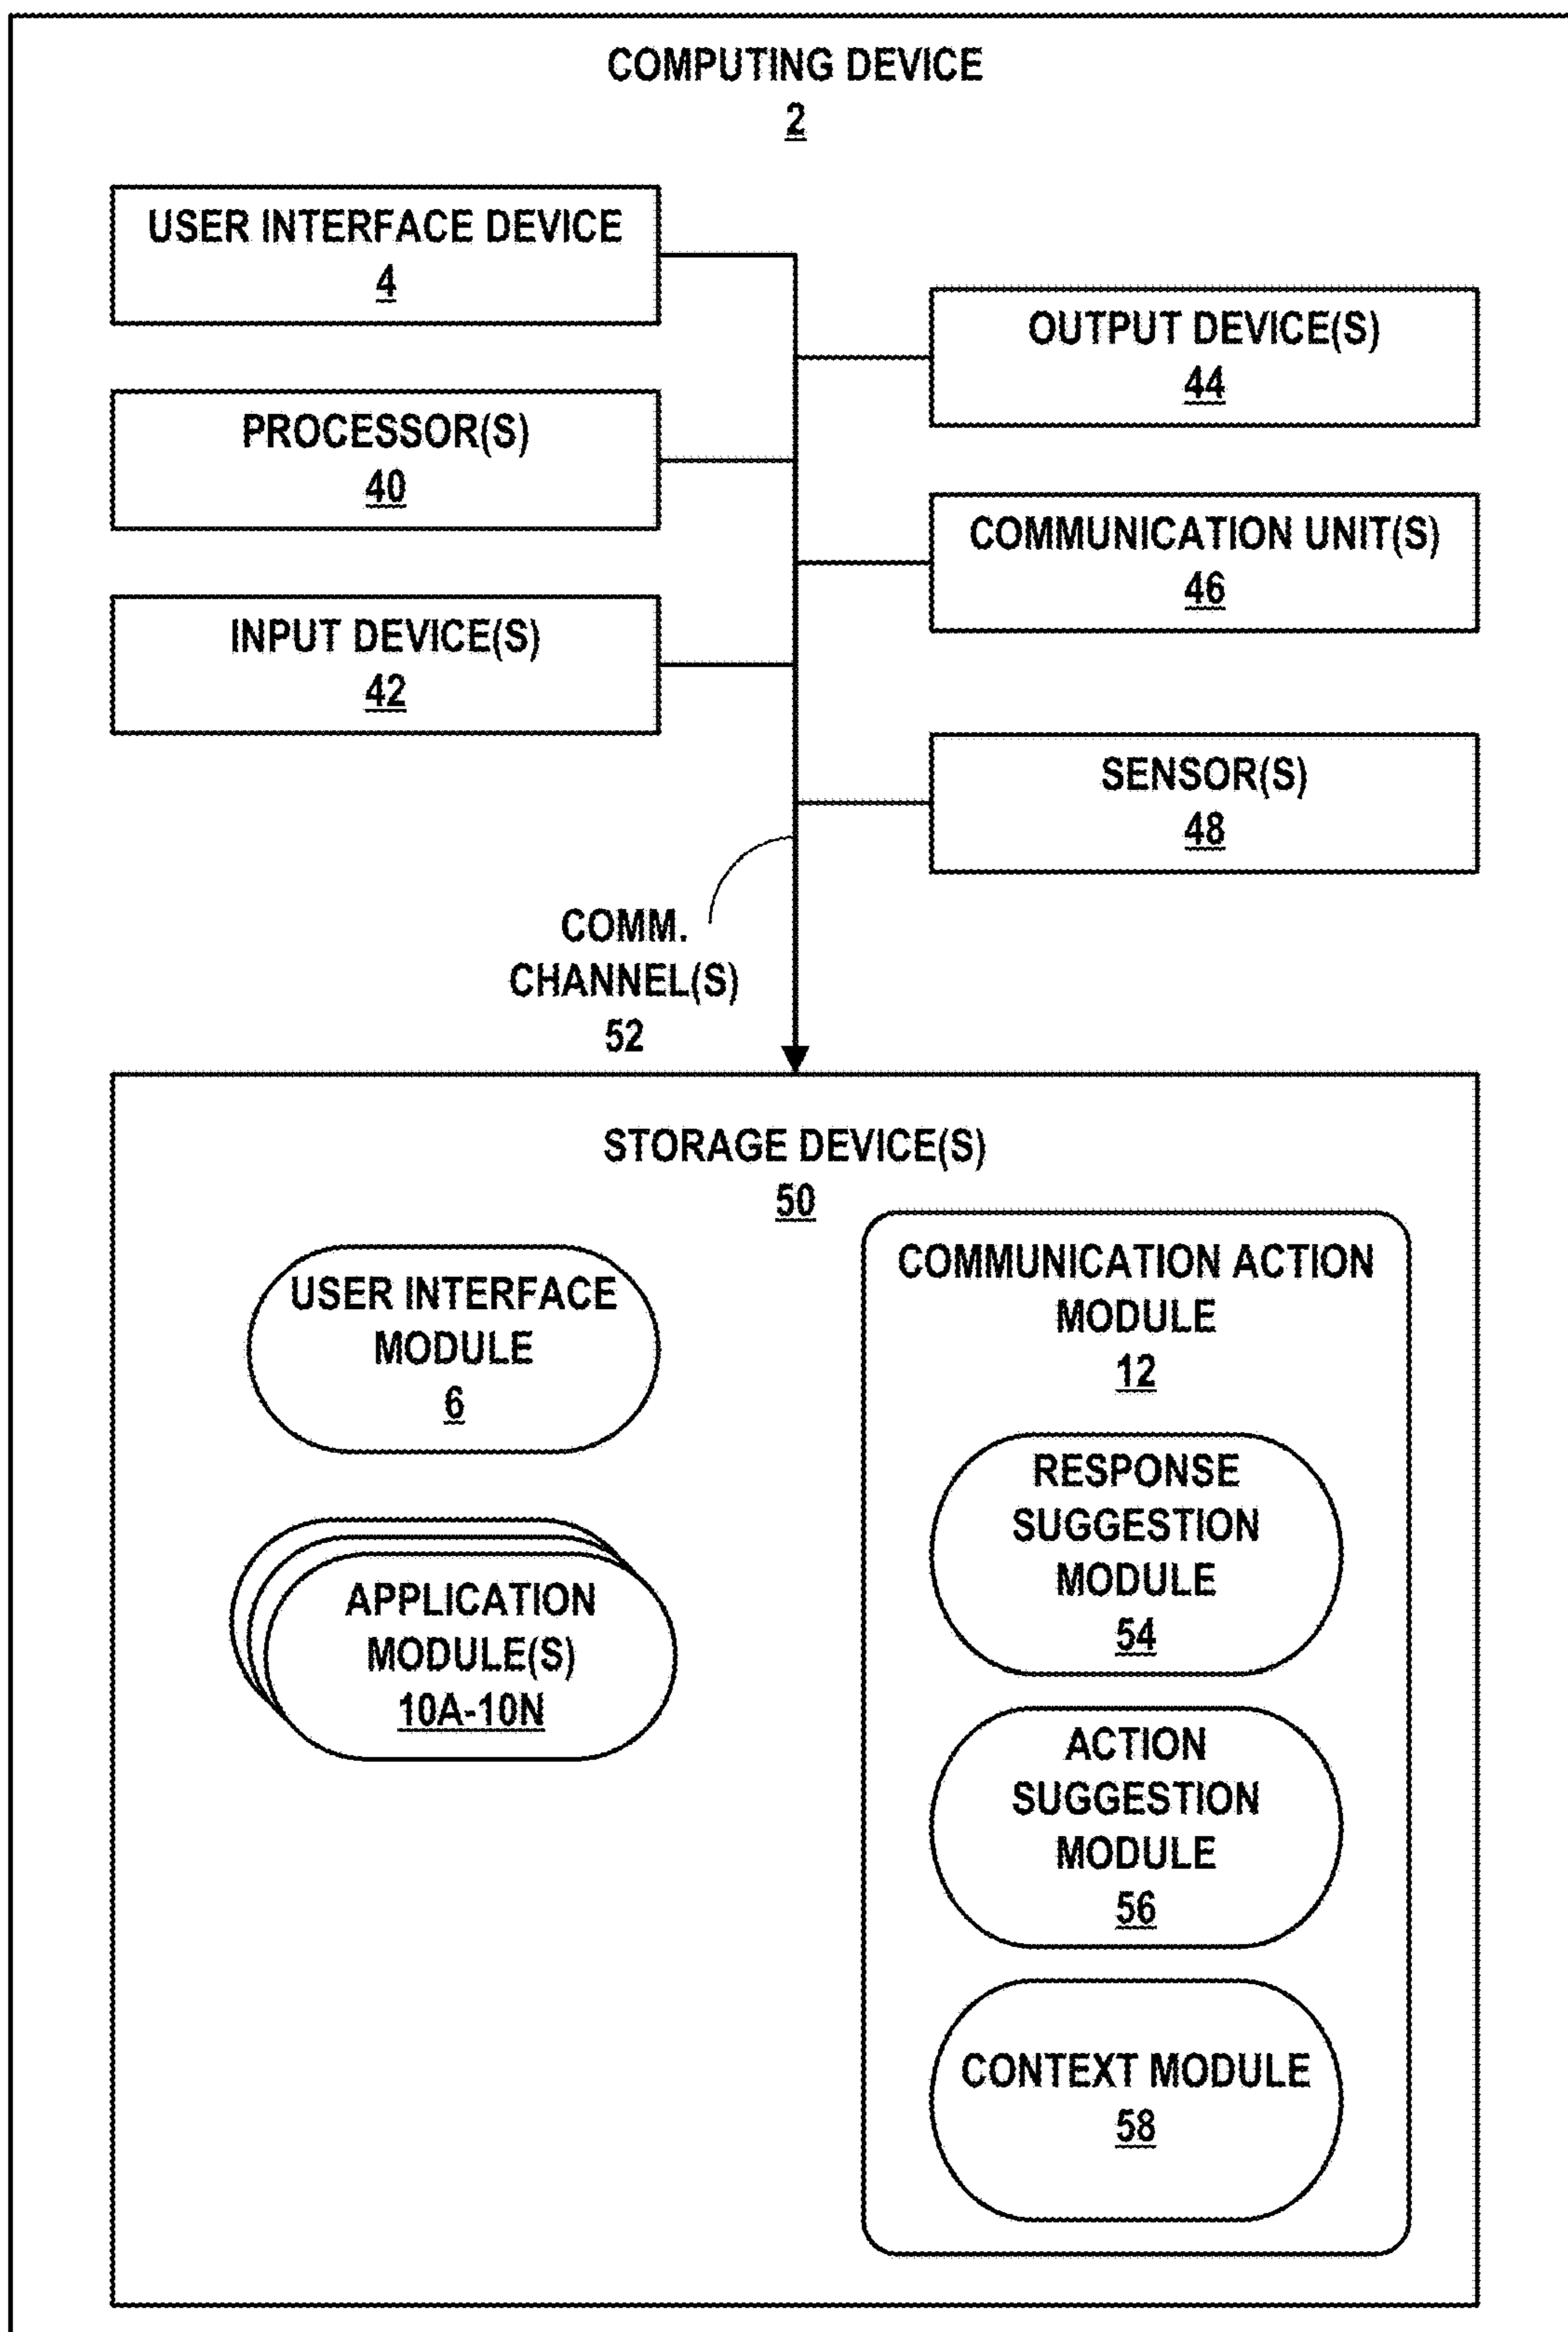 COMPUTING DEVICE
2
USER INTERFACE DEVICE
4
OUTPUT DEVICE(S)
44
PROCESSOR(S)
40
COMMUNICATION UNIT(S)
46
INPUT DEVICE(S)
42
SENSOR(S)
48
COMM.
CHANNEL(S)
52
STORAGE DEVICE(S)
50
USER INTERFACE
MODULE
6
APPLICATION
MODULE(S)
10A-10N
COMMUNICATION ACTION
MODULE
12
RESPONSE
SUGGESTION
MODULE
54
ACTION
SUGGESTION
MODULE
56
CONTEXT MODULE
58